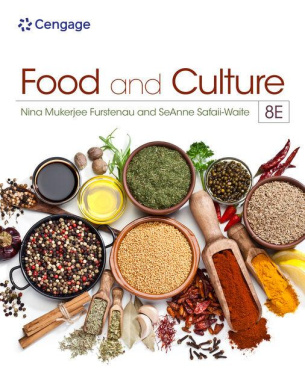 Cengage
Food and Culture
Nina Mukerjee Furstenau and SeAnne Safaii-Waite
8E